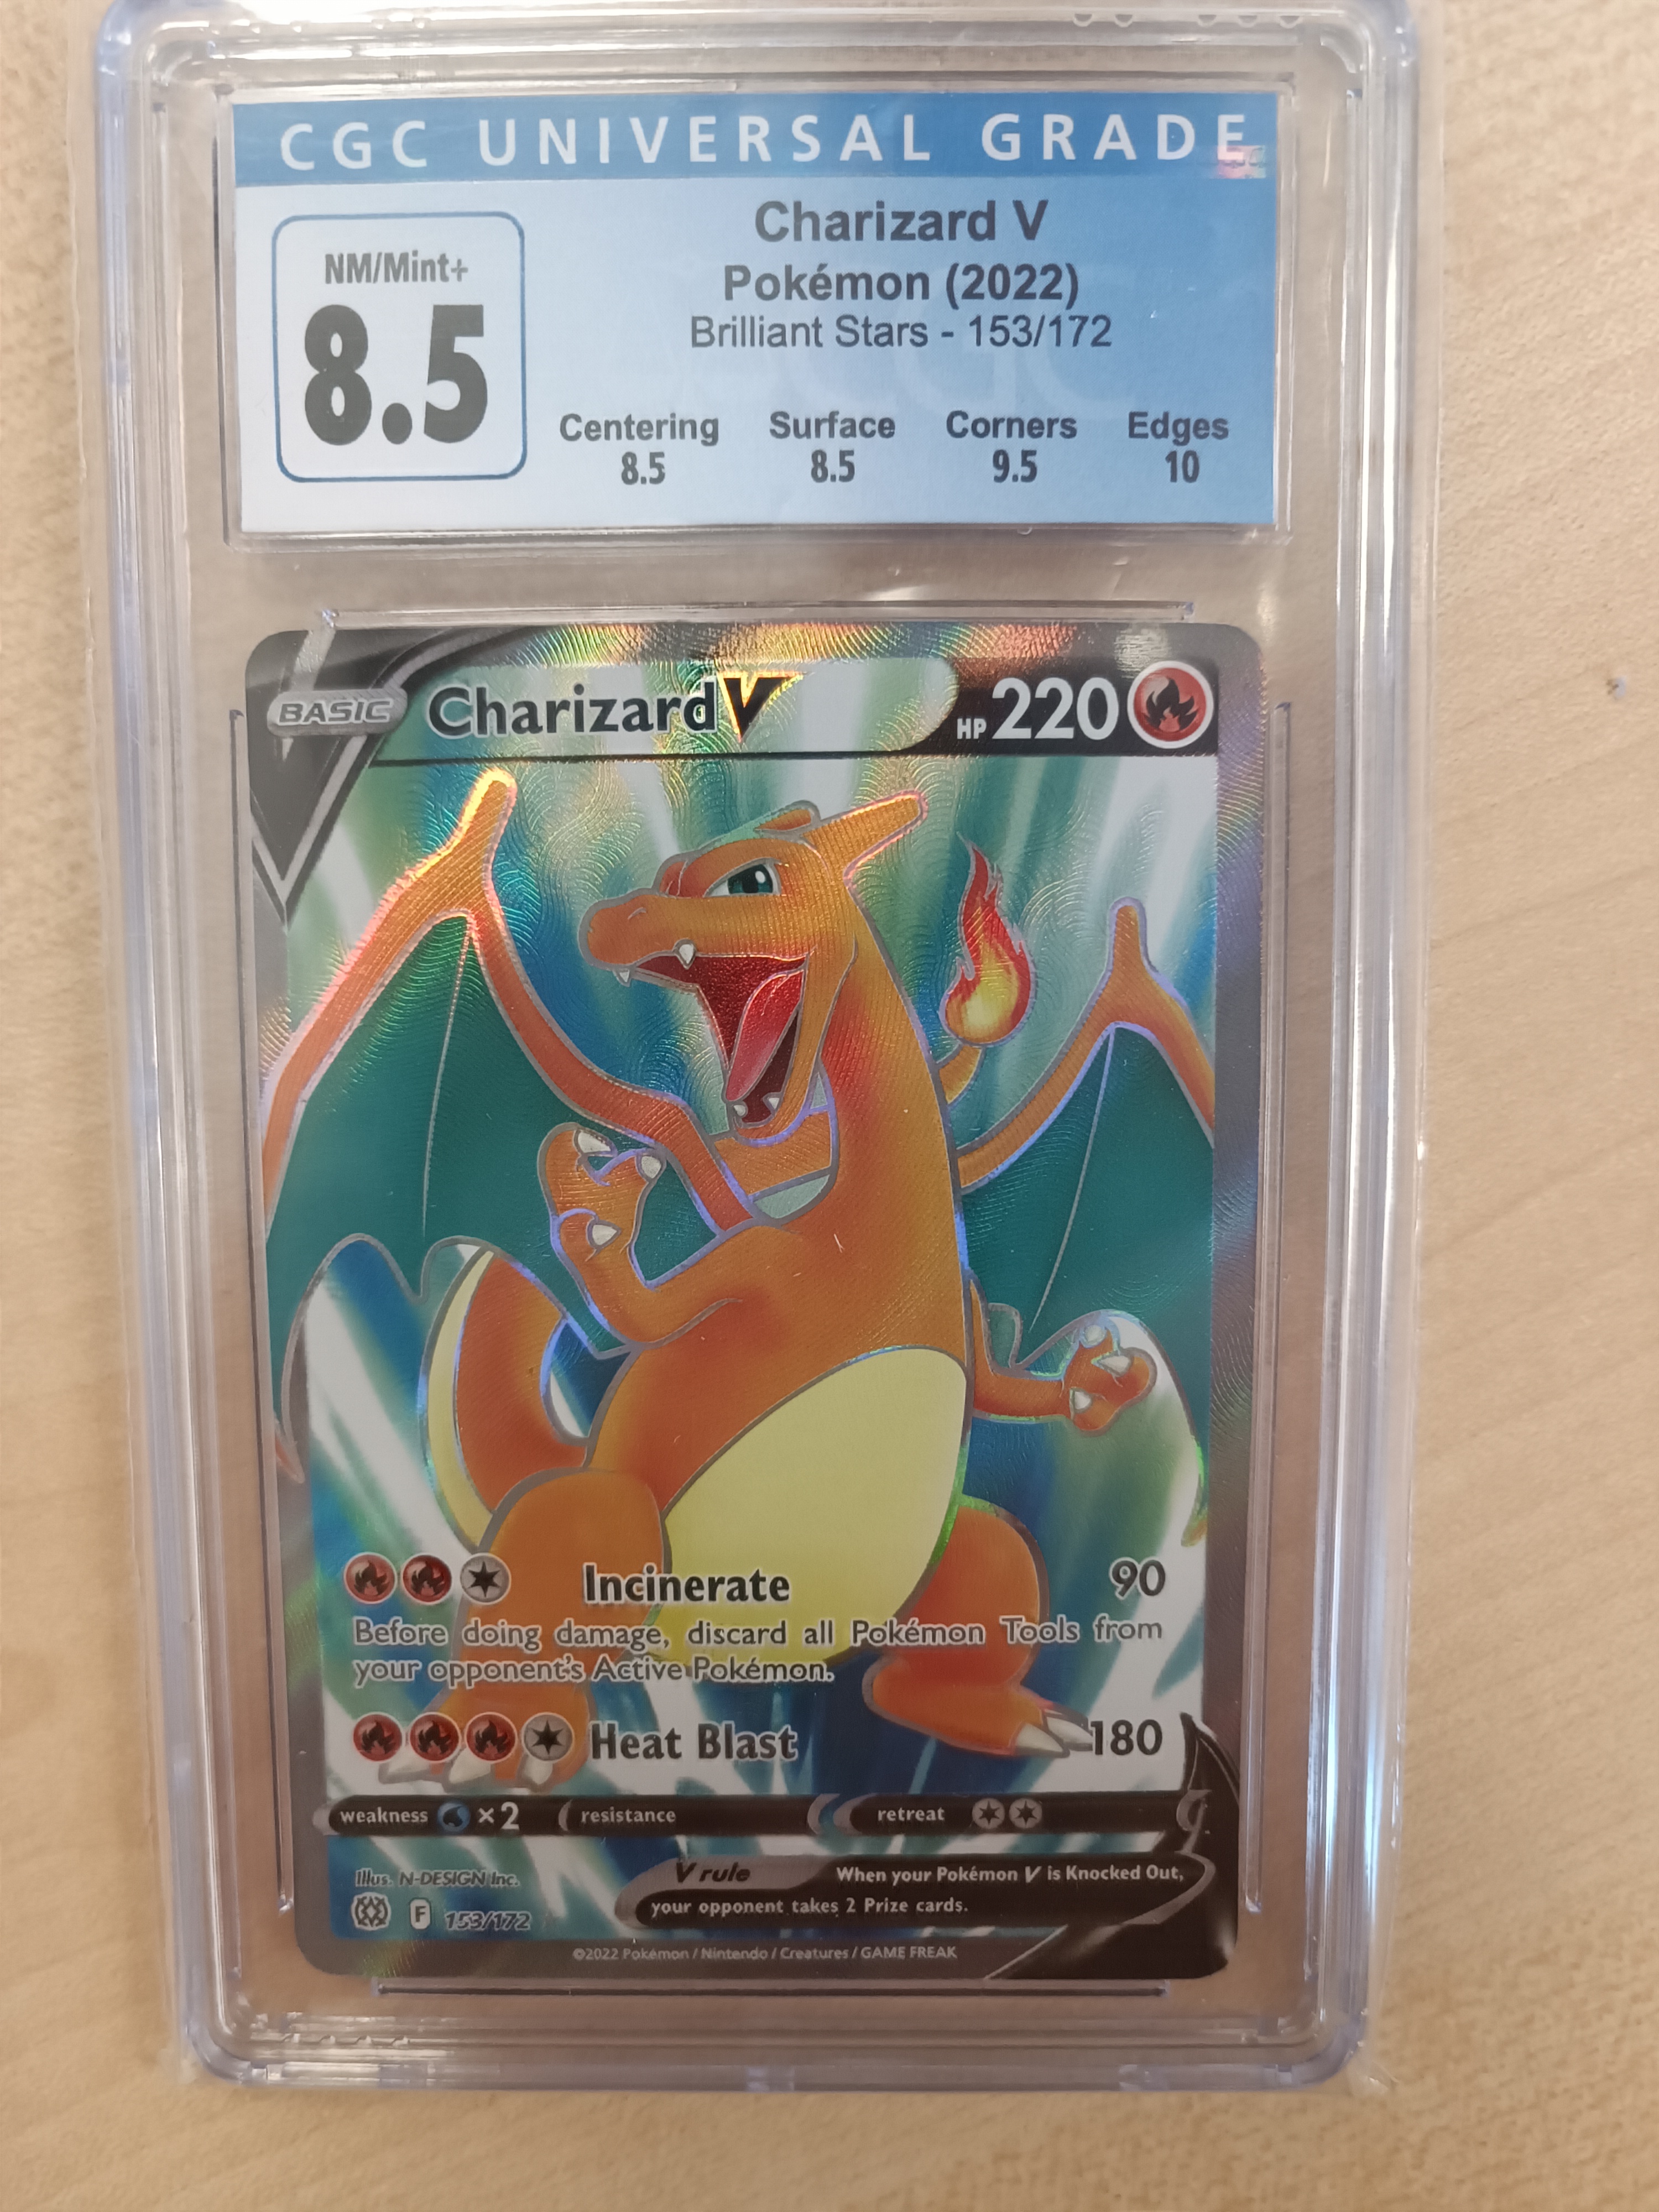 CGC UNIVERSAL GRADE
NM/Mint+
8.5
Charizard V
Pokémon (2022)
Brilliant Stars - 153/172
Centering Surface Corners Edges
8.5 8.5 9.5 10
BASIC Charizard V HP 220
Incinerate 90
Before doing damage, discard all Pokémon Tools from
your opponent's Active Pokémon.
Heat Blast 180
weakness ×2 resistance retreat
Illus. N-DESIGN Inc.
V rule When your Pokémon V is Knocked Out,
your opponent takes 2 Prize cards.
F 153/172
©2022 Pokémon / Nintendo / Creatures / GAME FREAK